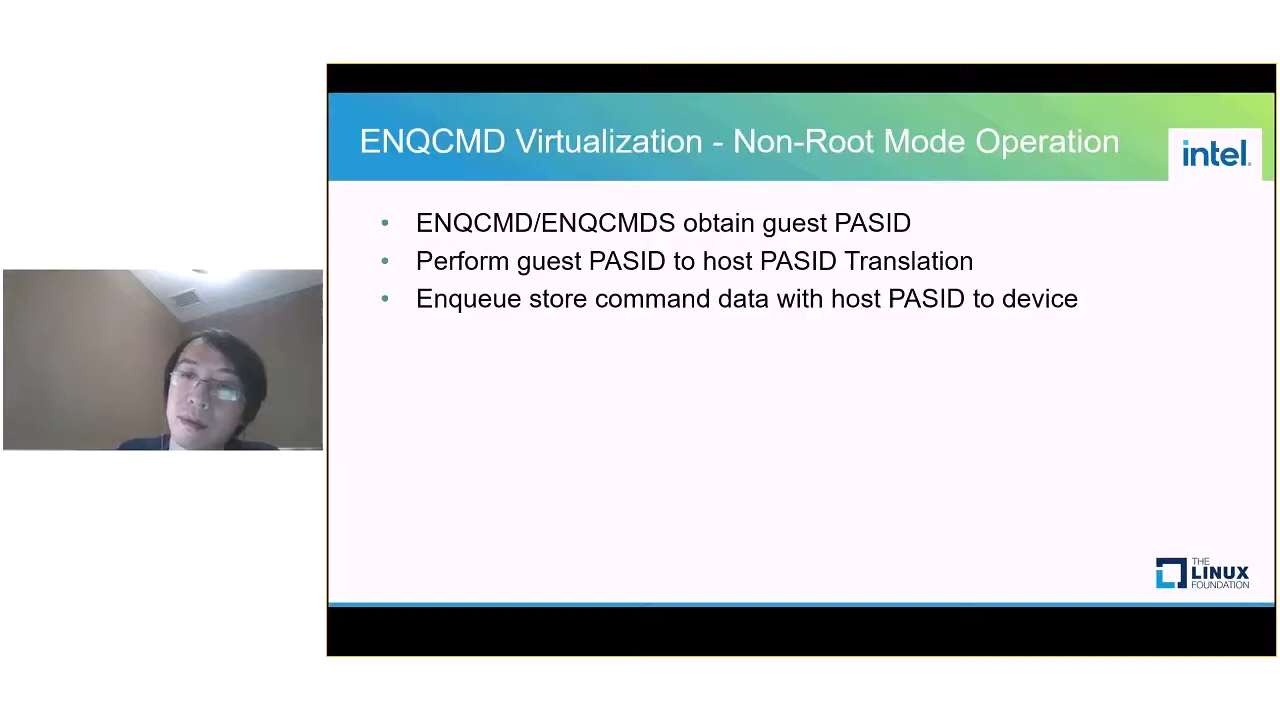 ENQCMD Virtualization - Non-Root Mode Operation
intel.
• ENQCMD/ENQCMDS obtain guest PASID
• Perform guest PASID to host PASID Translation
• Enqueue store command data with host PASID to device
THE
LINUX
FOUNDATION